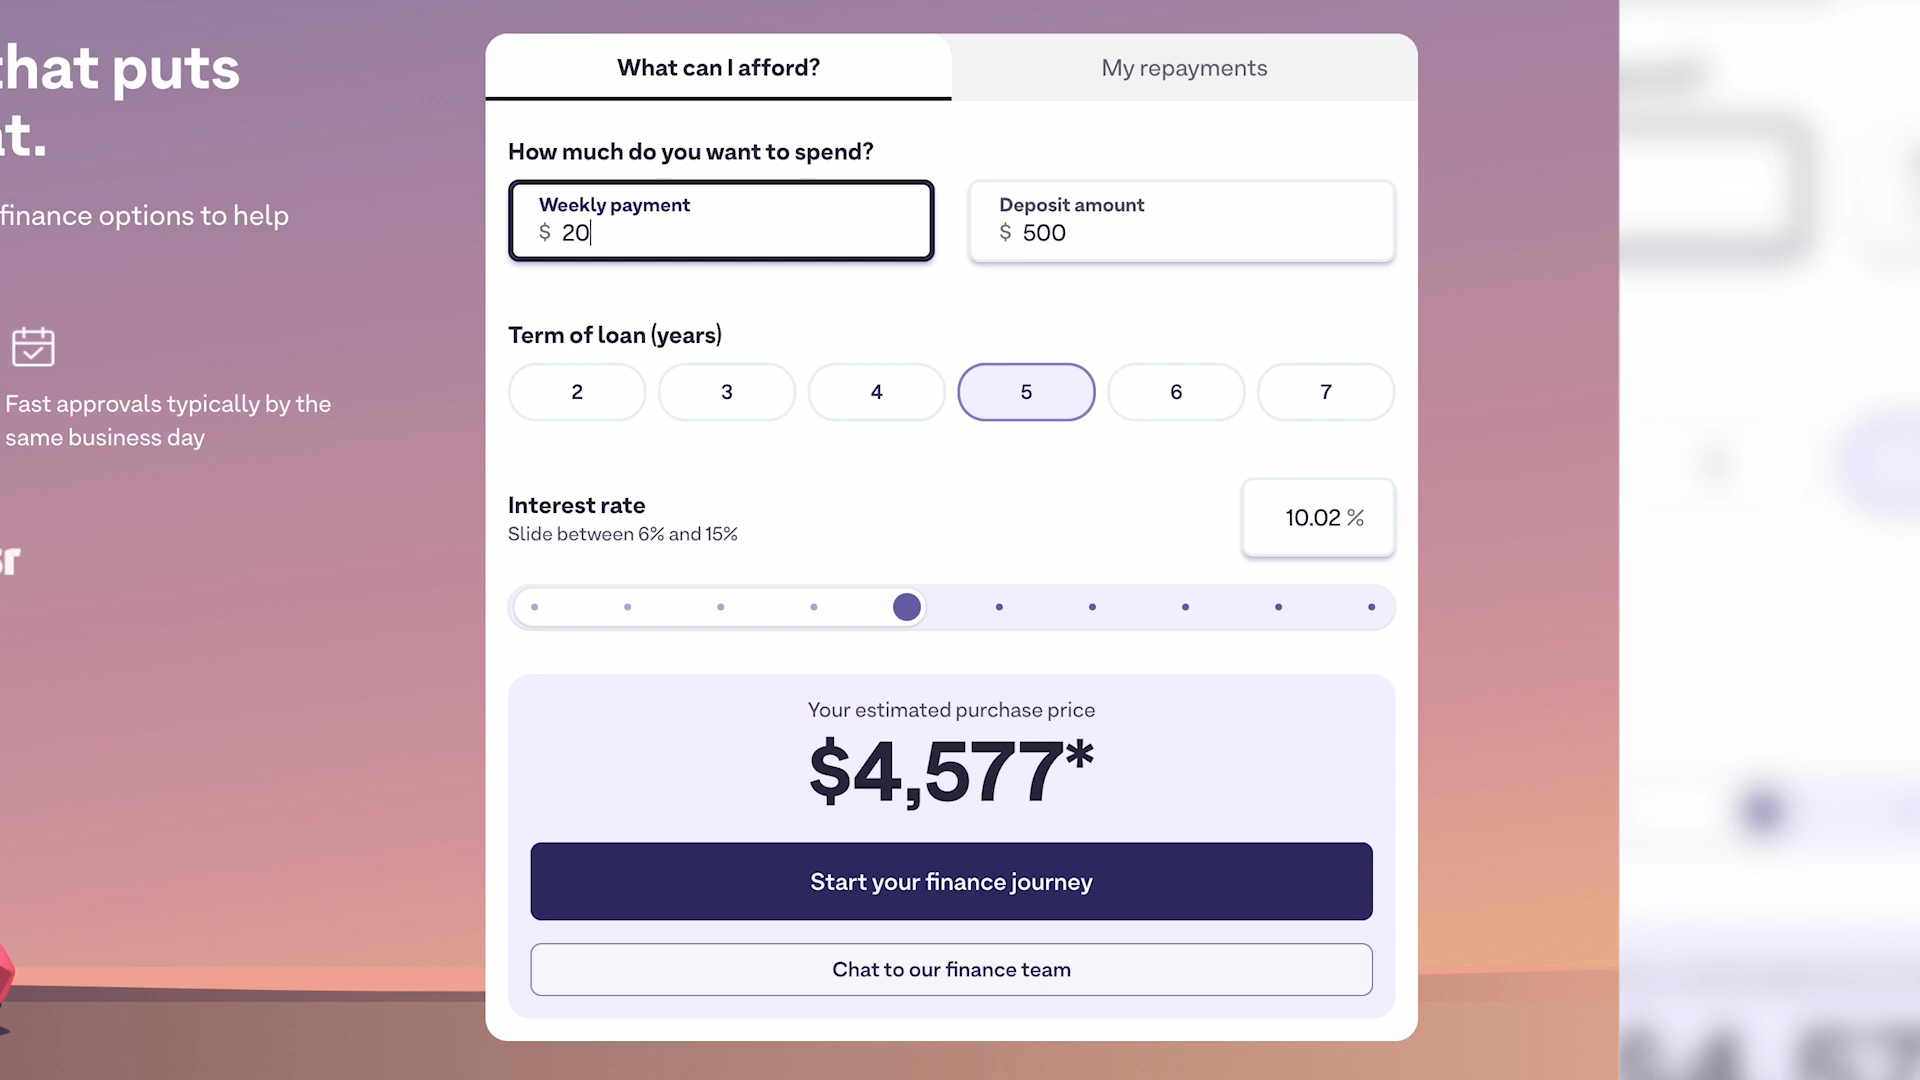 that puts
at.
finance options to help
Fast approvals typically by the
same business day
What can I afford?
My repayments
How much do you want to spend?
Weekly payment
$ 20
Deposit amount
$ 500
Term of loan (years)
2 3 4 5 6 7
Interest rate
Slide between 6% and 15%
10.02 %
Your estimated purchase price
$4,577*
Start your finance journey
Chat to our finance team